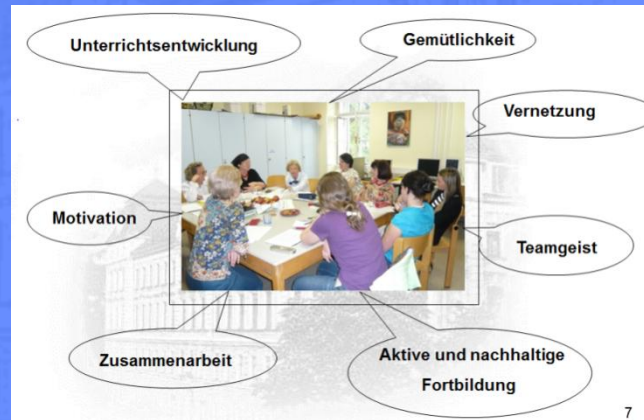 Unterrichtsentwicklung
Gemütlichkeit
Vernetzung
Motivation
Teamgeist
Zusammenarbeit
Aktive und nachhaltige
Fortbildung
7